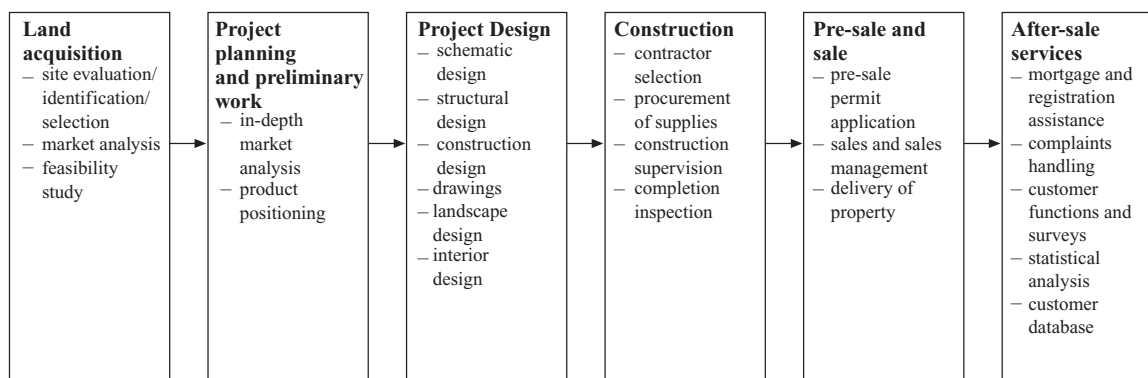 Land
acquisition
– site evaluation/
identification/
selection
– market analysis
– feasibility
study
Project
planning
and preliminary
work
– in-depth
market
analysis
– product
positioning
Project Design
– schematic
design
– structural
design
– construction
design
– drawings
– landscape
design
– interior
design
Construction
– contractor
selection
– procurement
of supplies
– construction
supervision
– completion
inspection
Pre-sale and
sale
– pre-sale
permit
application
– sales and sales
management
– delivery of
property
After-sale
services
– mortgage and
registration
assistance
– complaints
handling
– customer
functions and
surveys
– statistical
analysis
– customer
database